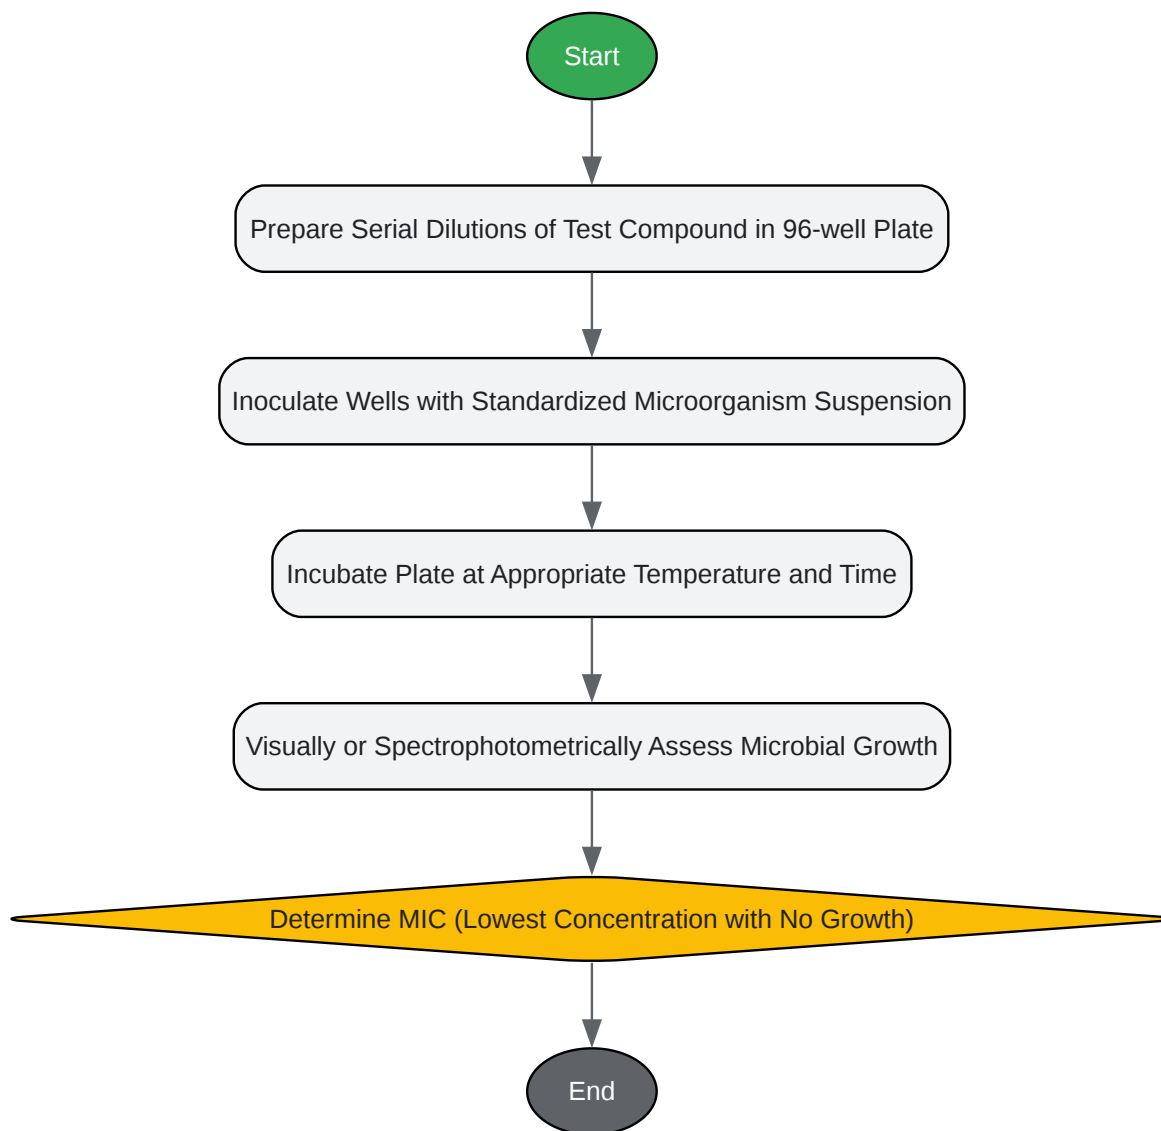 Start
Prepare Serial Dilutions of Test Compound in 96-well Plate
Inoculate Wells with Standardized Microorganism Suspension
Incubate Plate at Appropriate Temperature and Time
Visually or Spectrophotometrically Assess Microbial Growth
Determine MIC (Lowest Concentration with No Growth)
End